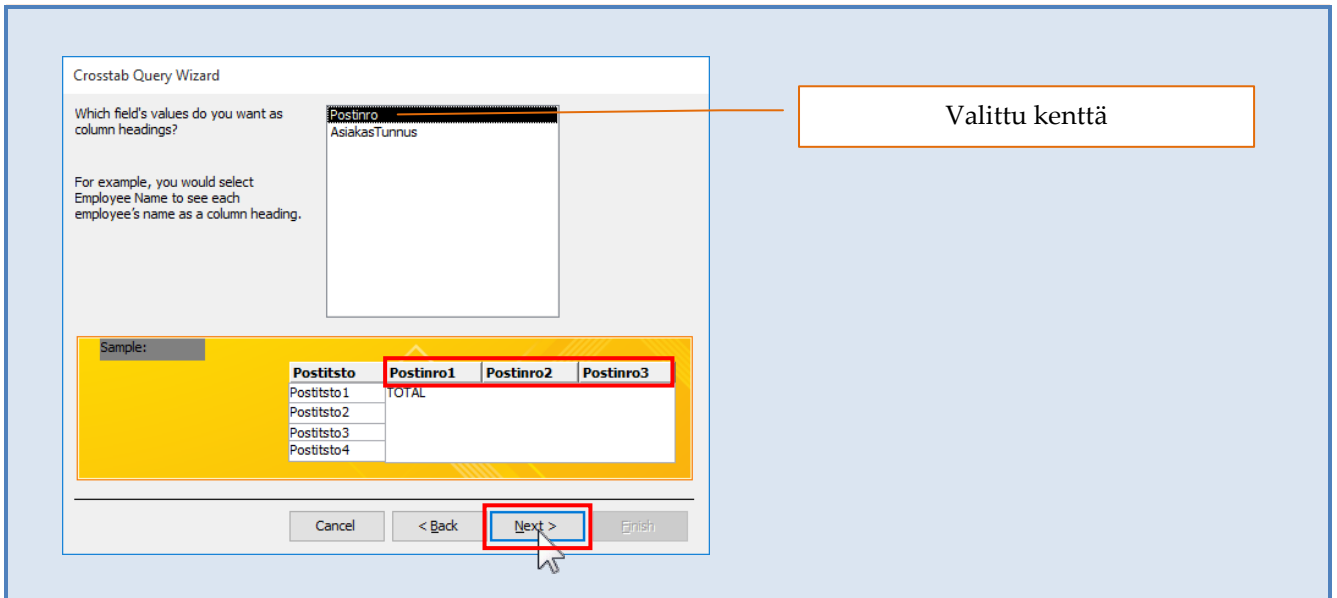 Crosstab Query Wizard
Which field's values do you want as
column headings?
For example, you would select
Employee Name to see each
employee's name as a column heading.
Postinro
AsiakasTunnus
Valittu kenttä
Sample:
Postitsto Postinro1 Postinro2 Postinro3
Postitsto1 TOTAL
Postitsto2
Postitsto3
Postitsto4
Cancel < Back Next > Finish